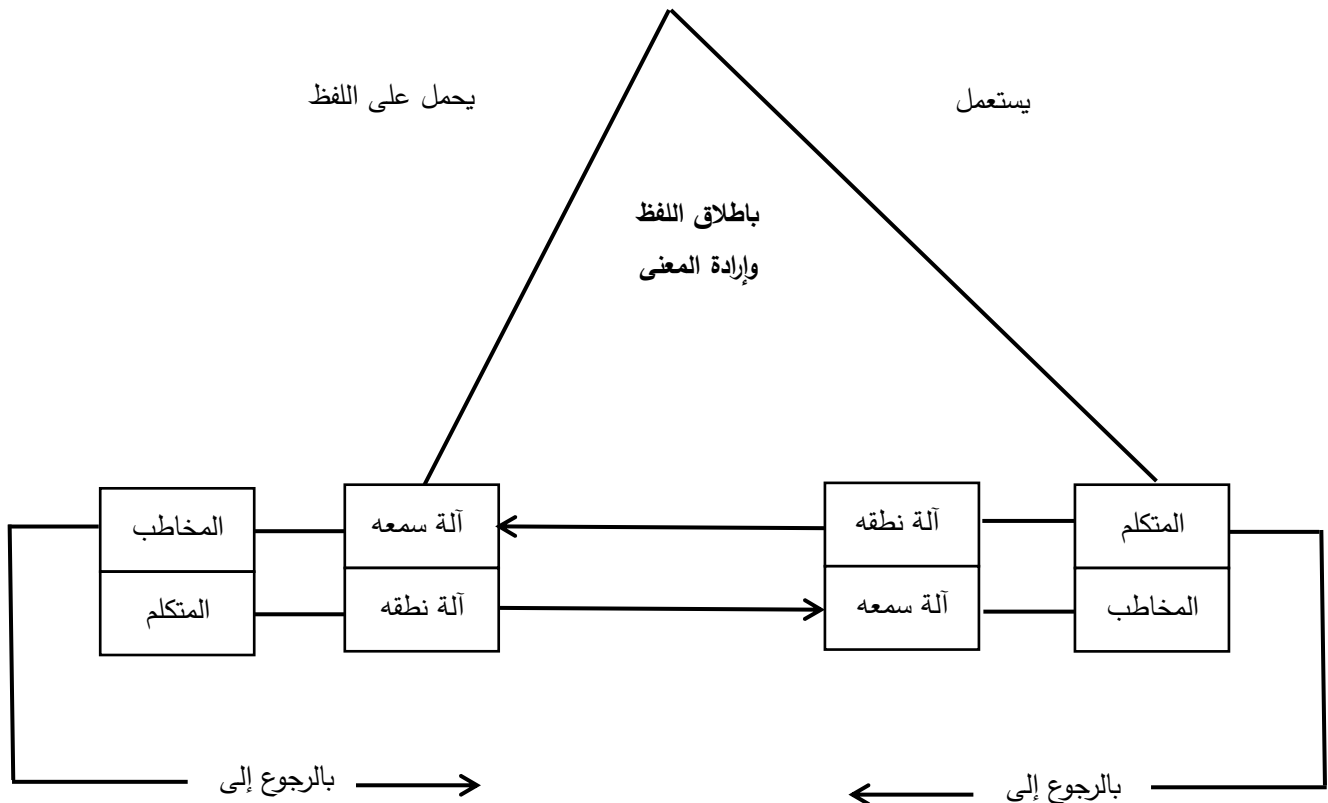 يستعمل
يحمل على اللفظ
باطلاق اللفظ
وإرادة المعنى
المتكلم
آلة نطقه
آلة سمعه
المخاطب
المخاطب
آلة سمعه
آلة نطقه
المتكلم
بالرجوع إلى
بالرجوع إلى